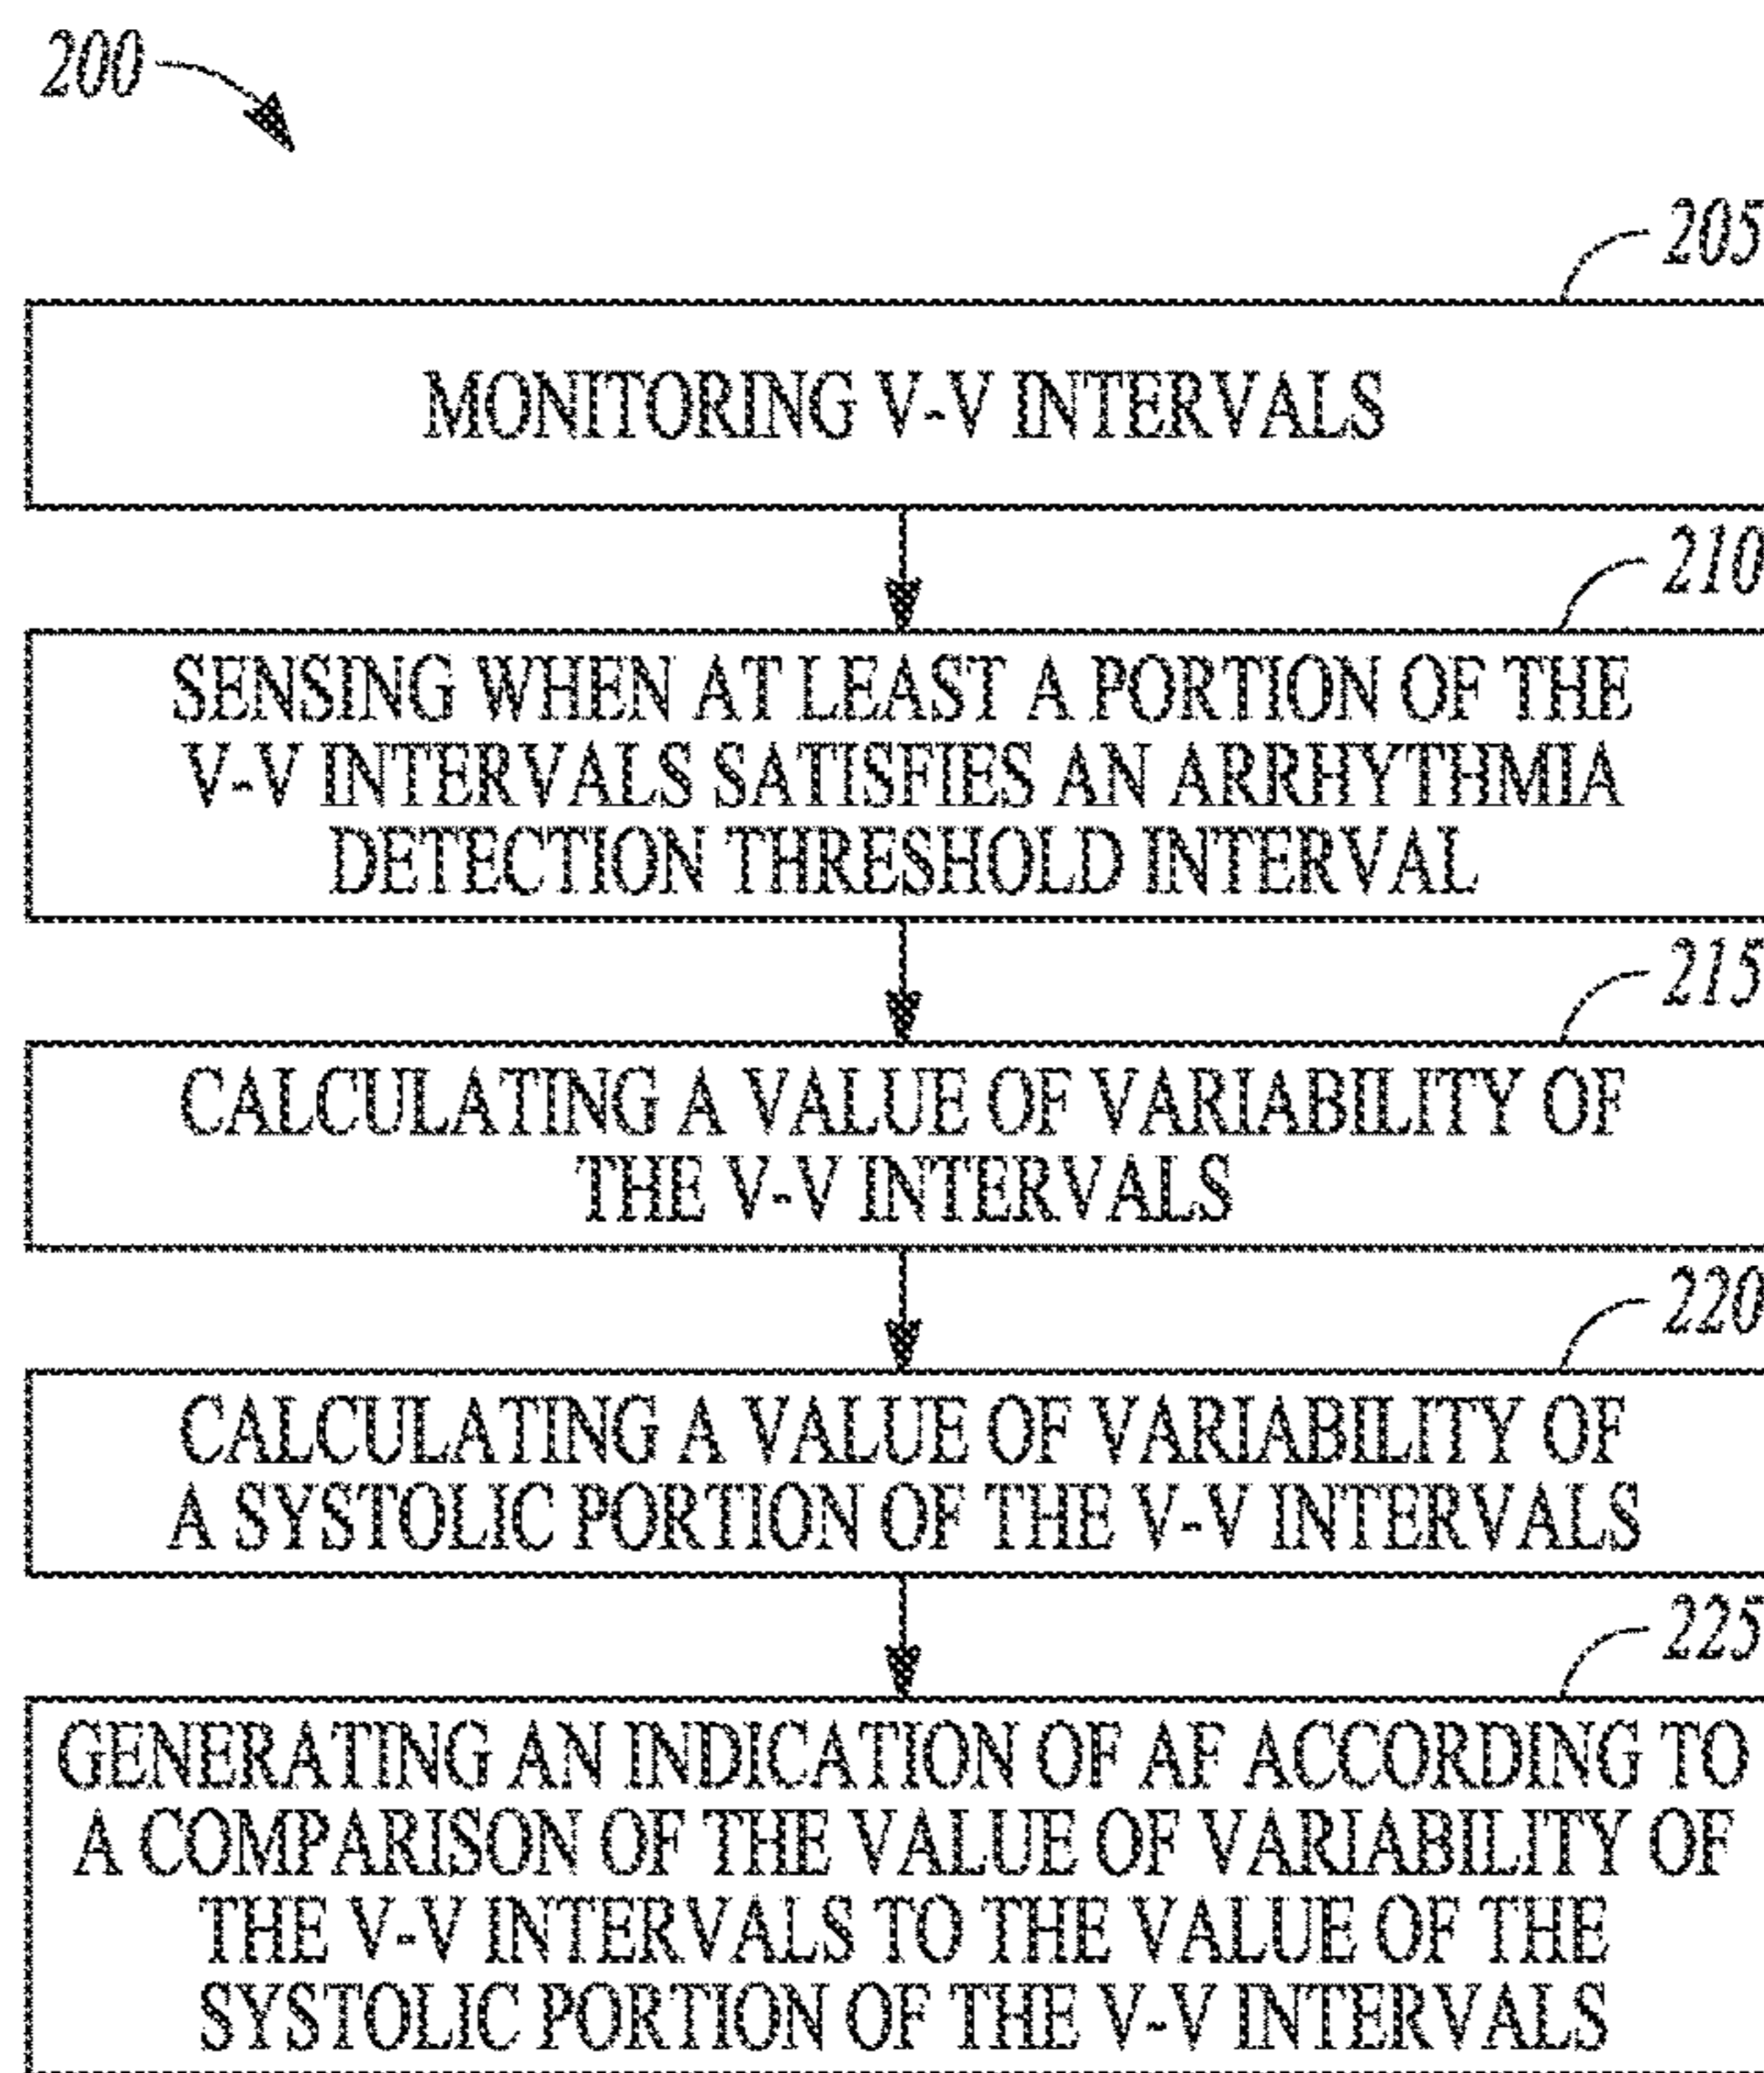 200
205
MONITORING V-V INTERVALS
210
SENSING WHEN AT LEAST A PORTION OF THE
V-V INTERVALS SATISFIES AN ARRHYTHMIA
DETECTION THRESHOLD INTERVAL
215
CALCULATING A VALUE OF VARIABILITY OF
THE V-V INTERVALS
220
CALCULATING A VALUE OF VARIABILITY OF
A SYSTOLIC PORTION OF THE V-V INTERVALS
225
GENERATING AN INDICATION OF AF ACCORDING TO
A COMPARISON OF THE VALUE OF VARIABILITY OF
THE V-V INTERVALS TO THE VALUE OF THE
SYSTOLIC PORTION OF THE V-V INTERVALS